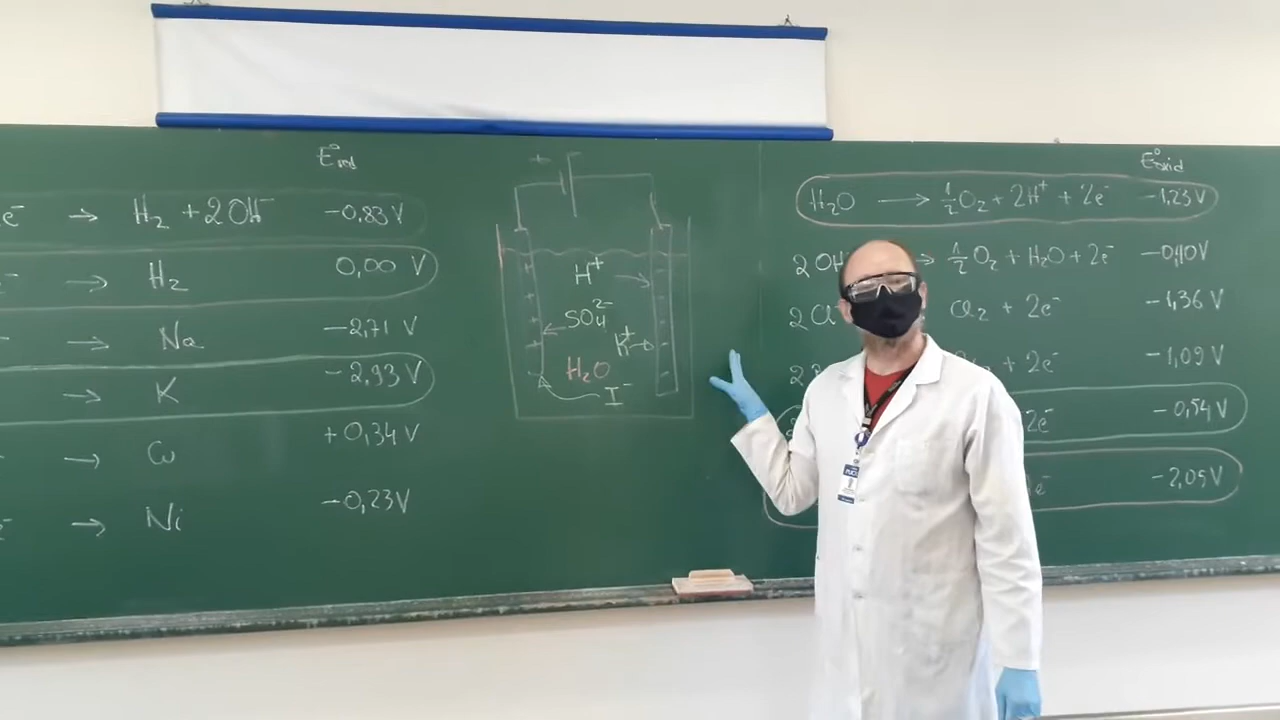 E°red
e⁻ → H₂ + 2OH⁻ −0,83 V
→ H₂ 0,00 V
→ Na −2,71 V
→ K −2,93 V
→ Cu +0,34 V
→ Ni −0,23 V
+
H⁺
SO₄²⁻
K⁺
H₂O
I⁻
E°oxid
H₂O → ½O₂ + 2H⁺ + 2e⁻ −1,23 V
2OH → ½O₂ + H₂O + 2e⁻ −0,40 V
2Cl⁻ Cl₂ + 2e⁻ −1,36 V
2 + 2e⁻ −1,09 V
2e⁻ −0,54 V
e⁻ −2,05 V